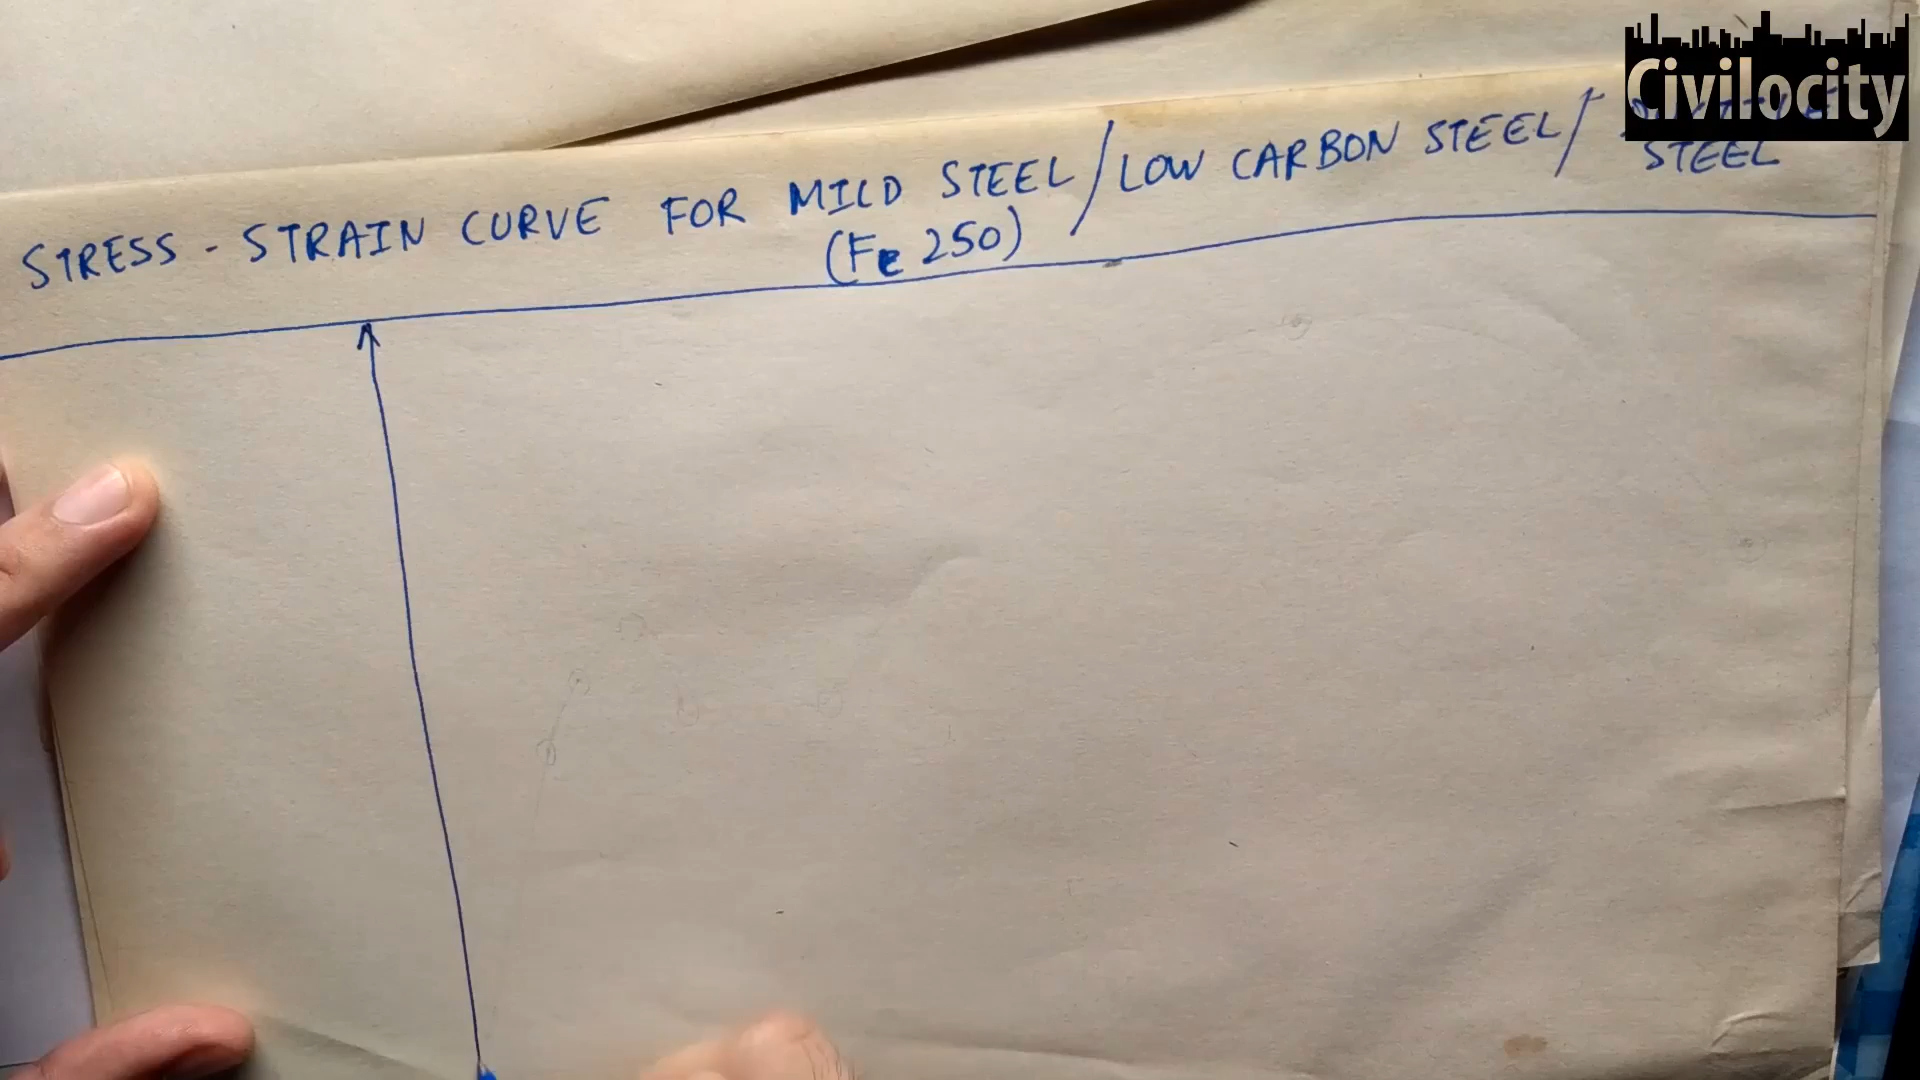 Civilocity
STRESS - STRAIN CURVE FOR MILD STEEL / LOW CARBON STEEL /
STEEL
(Fe 250)